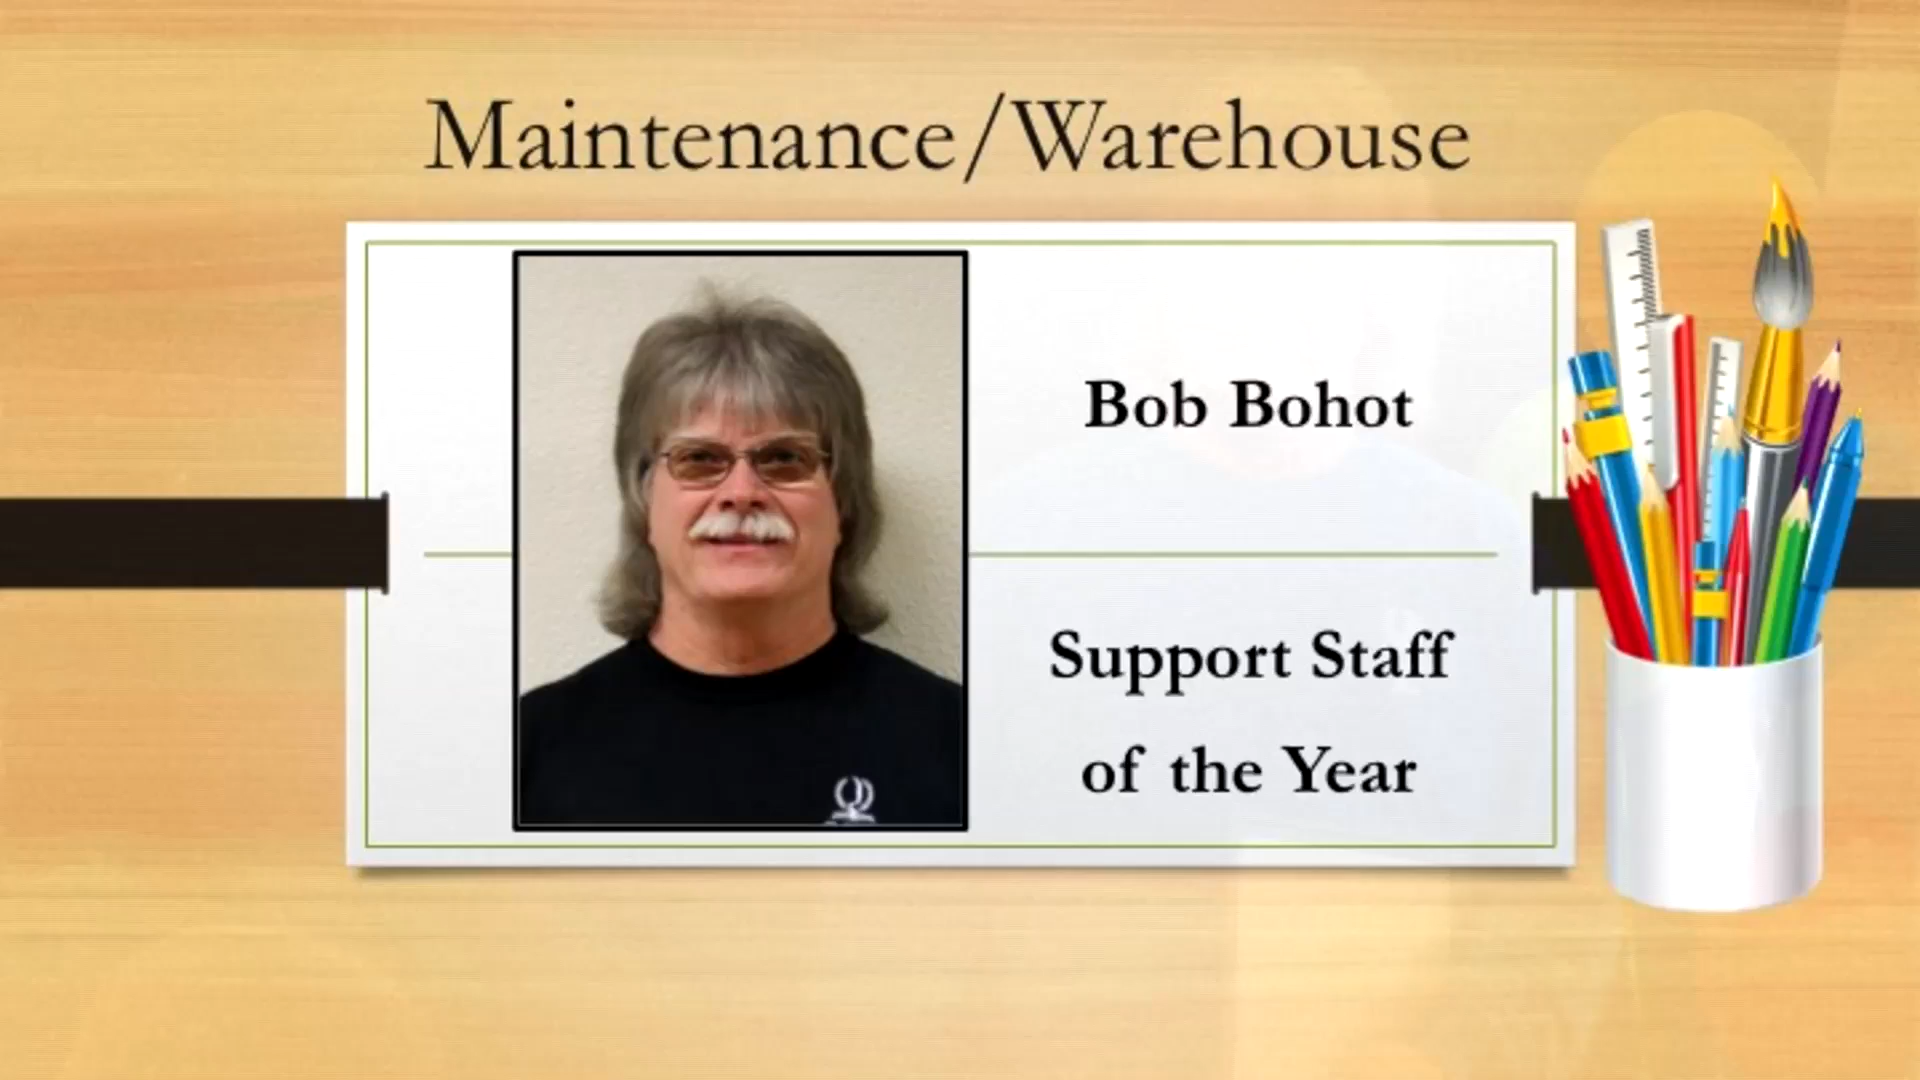 Maintenance/Warehouse
Bob Bohot
Support Staff
of the Year